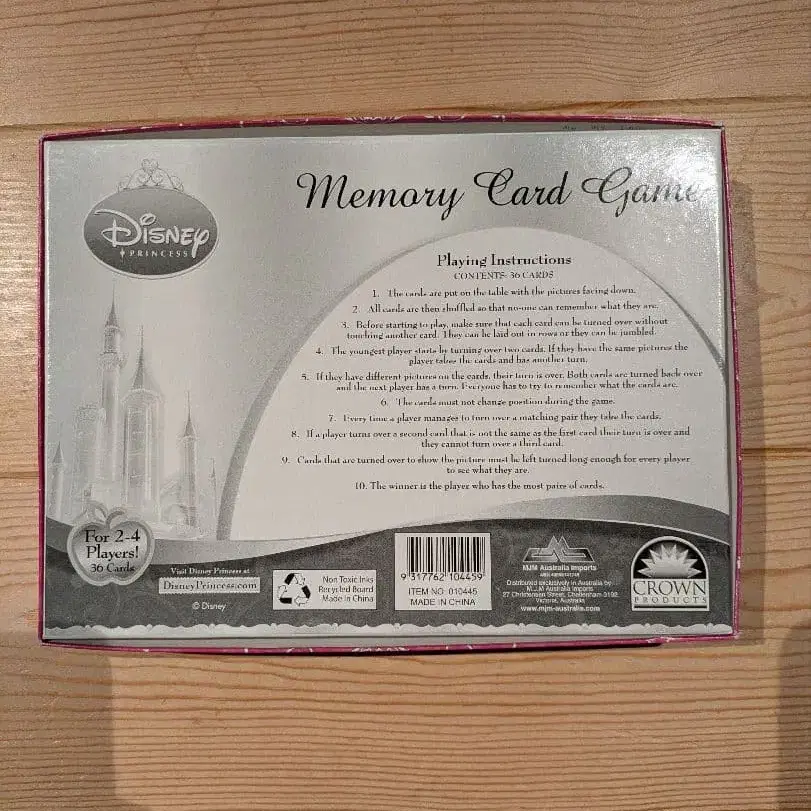 Disney
PRINCESS
Memory Card Game
Playing Instructions
CONTENTS: 36 CARDS
1. The cards are put on the table with the pictures facing down.
2. All cards are then shuffled so that no-one can remember what they are.
3. Before starting to play, make sure that each card can be turned over without
touching another card. They can be laid out in rows or they can be jumbled.
4. The youngest player starts by turning over two cards. If they have the same pictures the
player takes the cards and has another turn.
5. If they have different pictures on the cards, their turn is over. Both cards are turned back over
and the next player has a turn. Everyone has to try to remember what the cards are.
6. The cards must not change position during the game.
7. Every time a player manages to turn over a matching pair they take the cards.
8. If a player turns over a second card that is not the same as the first card their turn is over and
they cannot turn over a third card.
9. Cards that are turned over to show the picture must be left turned long enough for every player
to see what they are.
10. The winner is the player who has the most pairs of cards.
For 2-4
Players!
36 Cards
Visit Disney Princess at
DisneyPrincess.com
© Disney
Non Toxic Inks
Recycled Board
Made in China
9 317762 104459
ITEM NO: 010445
MADE IN CHINA
MJM Australia Imports
Distributed exclusively in Australia by
M.J.M Australia Imports
27 Christensen Street, Cheltenham 3192
Victoria, Australia
www.mjm-australia.com
CROWN
PRODUCTS